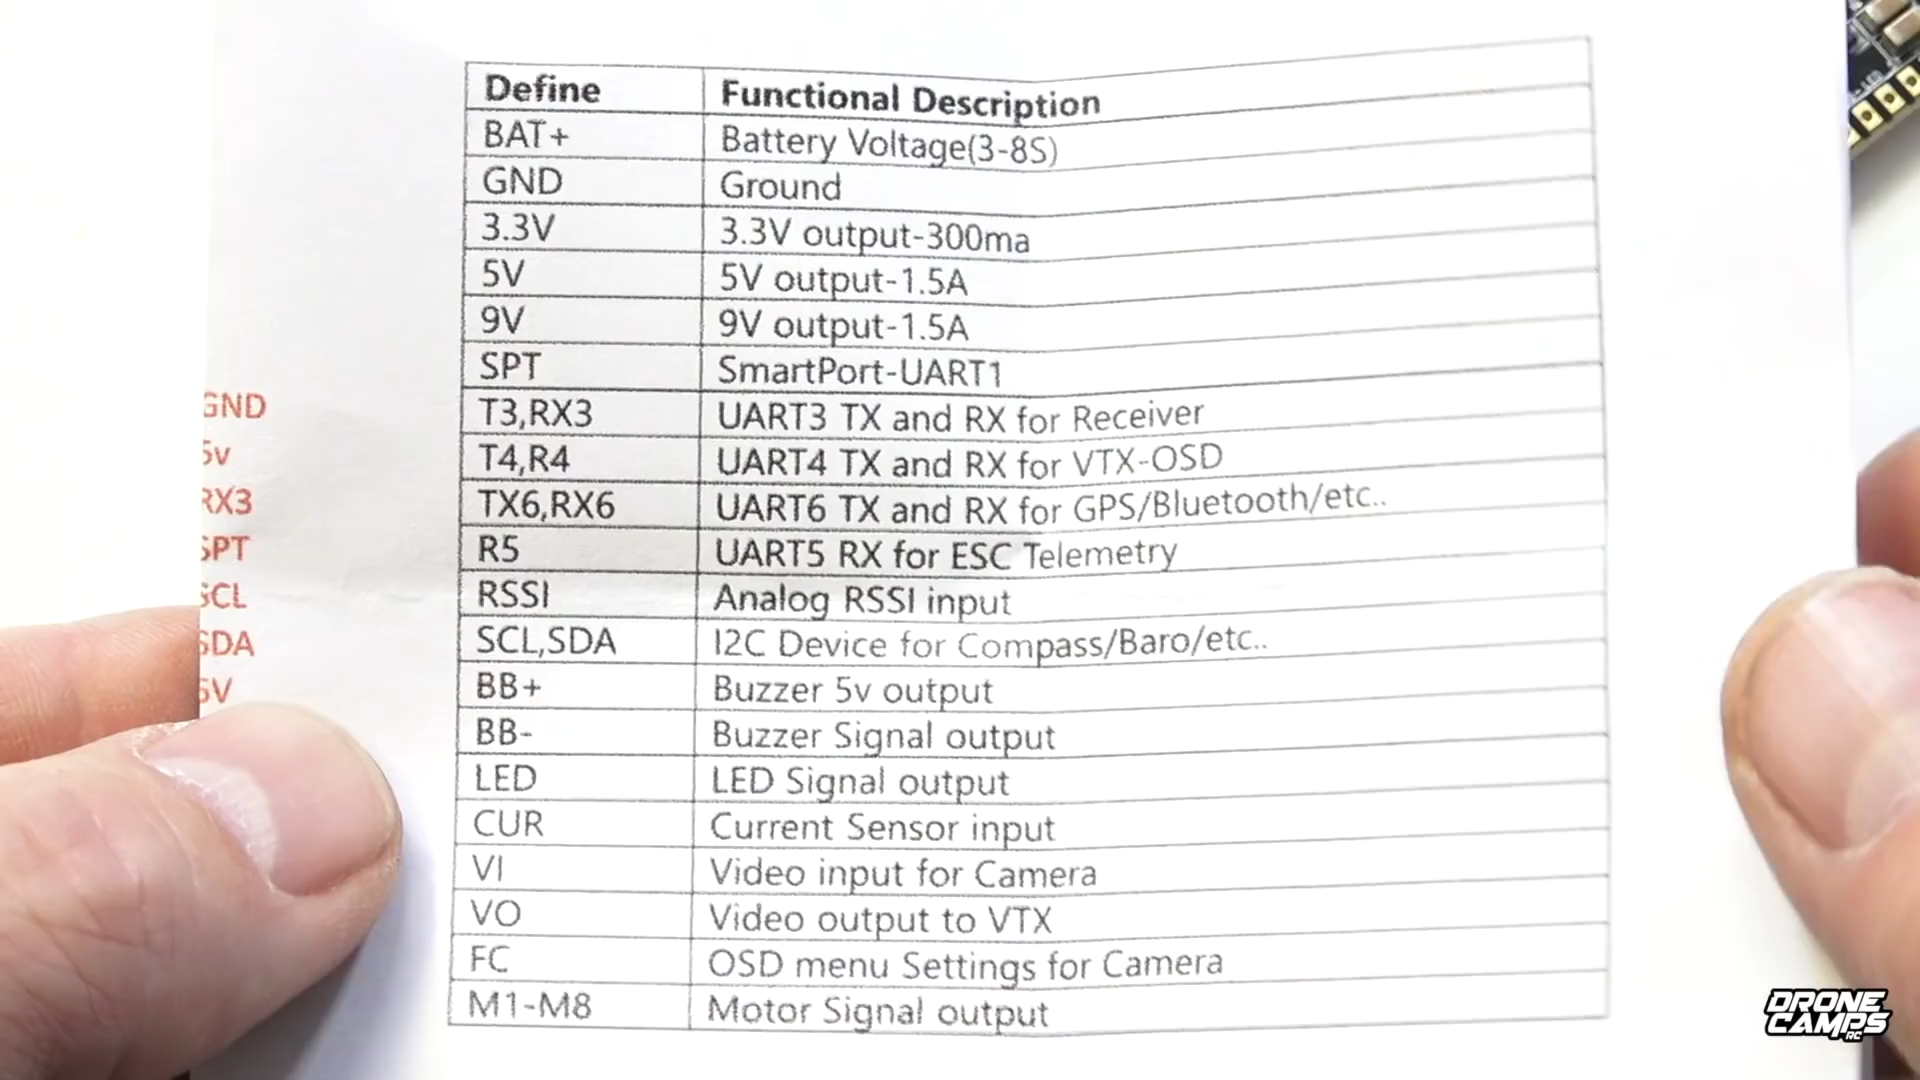 Define Functional Description
BAT+ Battery Voltage(3-8S)
GND Ground
3.3V 3.3V output-300ma
5V 5V output-1.5A
9V 9V output-1.5A
SPT SmartPort-UART1
T3,RX3 UART3 TX and RX for Receiver
T4,R4 UART4 TX and RX for VTX-OSD
TX6,RX6 UART6 TX and RX for GPS/Bluetooth/etc..
R5 UART5 RX for ESC Telemetry
RSSI Analog RSSI input
SCL,SDA I2C Device for Compass/Baro/etc..
BB+ Buzzer 5v output
BB- Buzzer Signal output
LED LED Signal output
CUR Current Sensor input
VI Video input for Camera
VO Video output to VTX
FC OSD menu Settings for Camera
M1-M8 Motor Signal output
GND
5v
RX3
SPT
SCL
SDA
5V
DRONE
CAMPS
RC